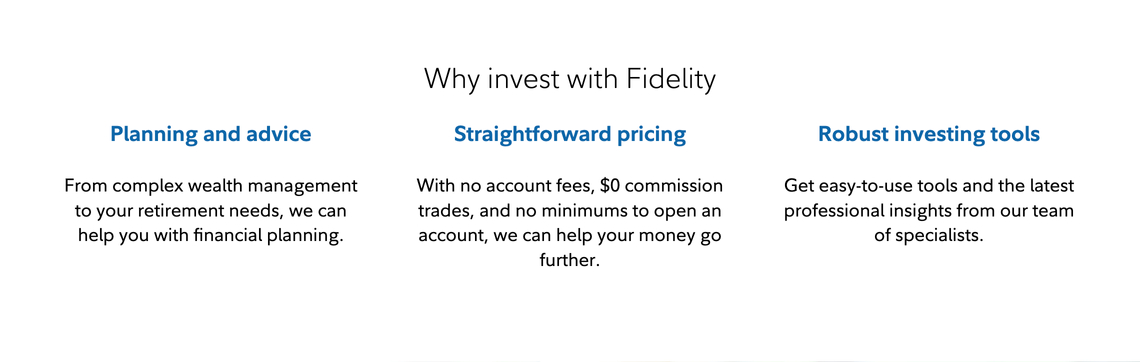 Why invest with Fidelity
Planning and advice
From complex wealth management
to your retirement needs, we can
help you with financial planning.
Straightforward pricing
With no account fees, $0 commission
trades, and no minimums to open an
account, we can help your money go
further.
Robust investing tools
Get easy-to-use tools and the latest
professional insights from our team
of specialists.